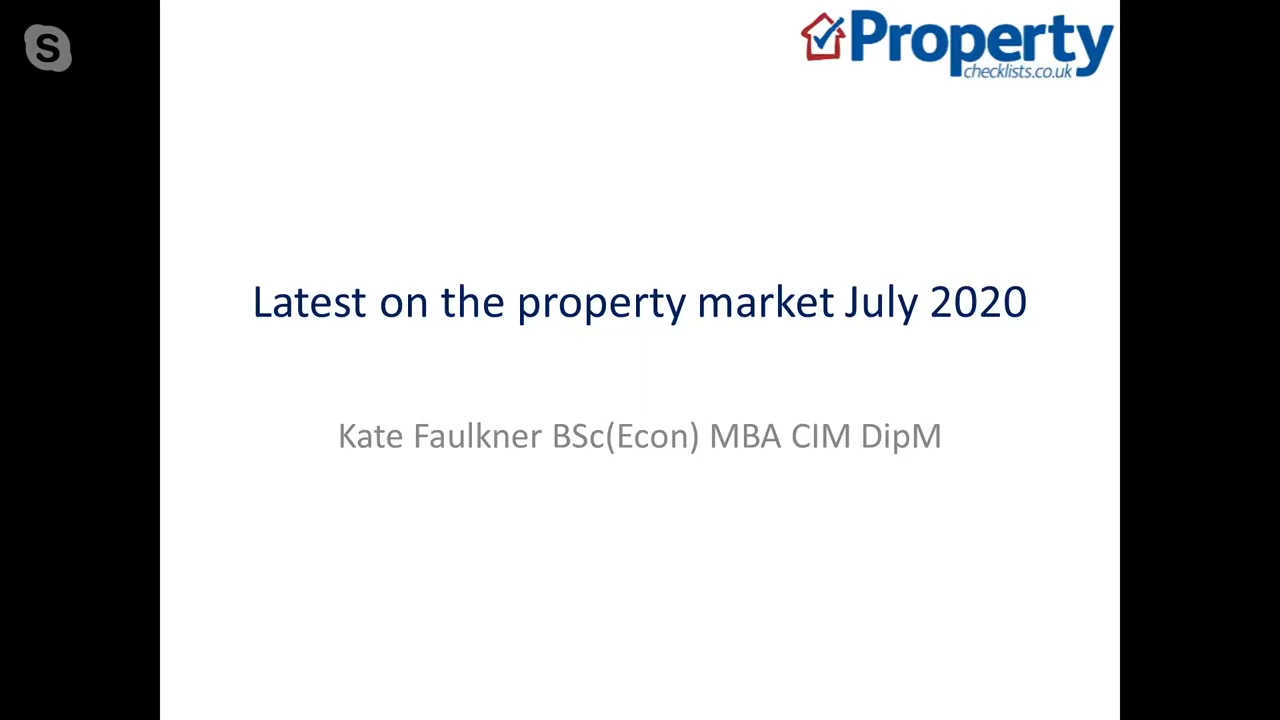 S
Property
checklists.co.uk
Latest on the property market July 2020
Kate Faulkner BSc(Econ) MBA CIM DipM